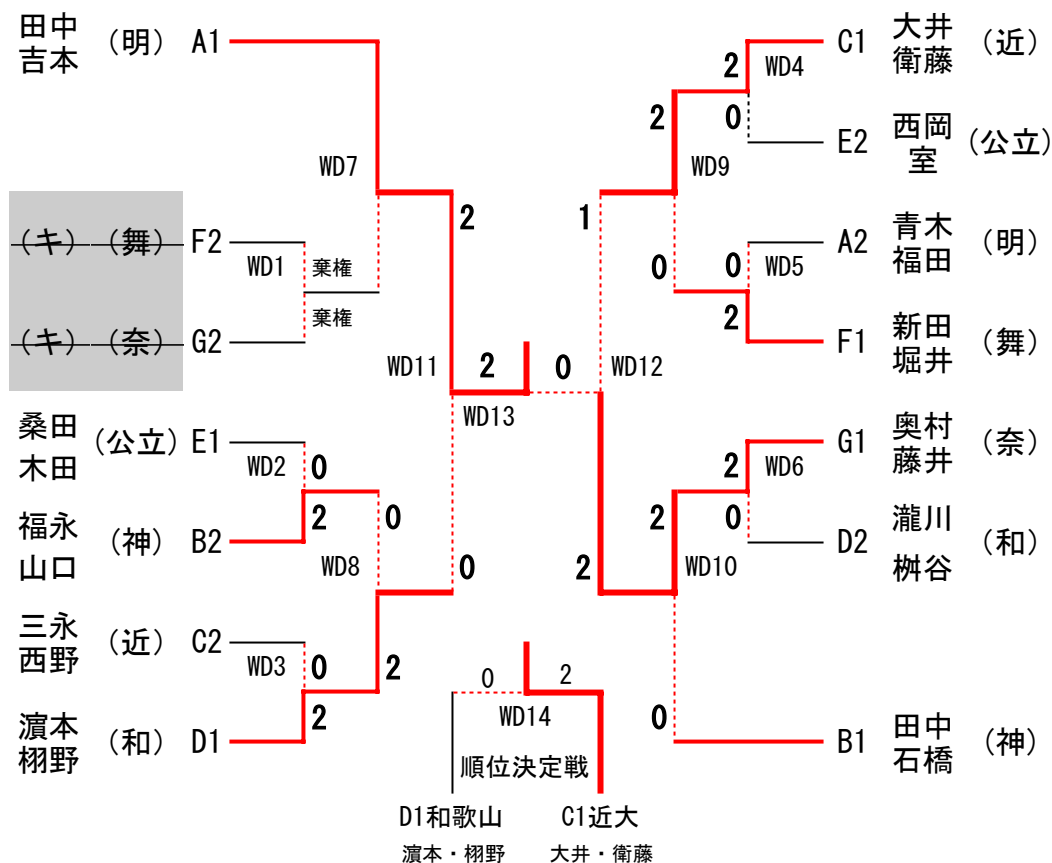 田中
吉本
（明）
A1
WD7
2
（キ）（舞）
F2
WD1
棄権
棄権
（キ）（奈）
G2
WD11
2
0
WD13
桑田
木田
（公立）
E1
WD2
0
福永
山口
（神）
B2
2
0
WD8
0
三永
西野
（近）
C2
WD3
0
2
濵本
栩野
（和）
D1
2
C1
大井
衛藤
（近）
2
WD4
0
E2
西岡
室
（公立）
2
WD9
1
A2
青木
福田
（明）
0
0
WD5
2
F1
新田
堀井
（舞）
WD12
G1
奥村
藤井
（奈）
2
WD6
0
D2
瀧川
桝谷
（和）
2
WD10
2
0
B1
田中
石橋
（神）
0
2
WD14
順位決定戦
D1和歌山
C1近大
濵本・栩野
大井・衛藤